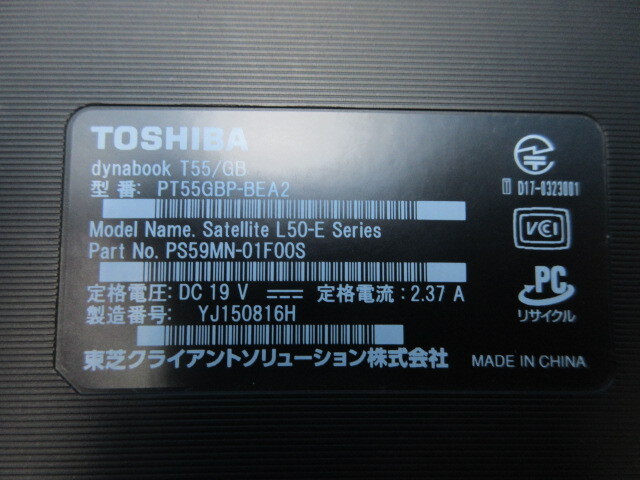 TOSHIBA
dynabook T55/GB
型 番: PT55GBP-BEA2
Model Name. Satellite L50-E Series
Part No. PS59MN-01F00S
定格電圧: DC 19 V 定格電流: 2.37 A
製造番号: YJ150816H
東芝クライアントソリューション株式会社
D17-0323001
VCI
PC
リサイクル
MADE IN CHINA